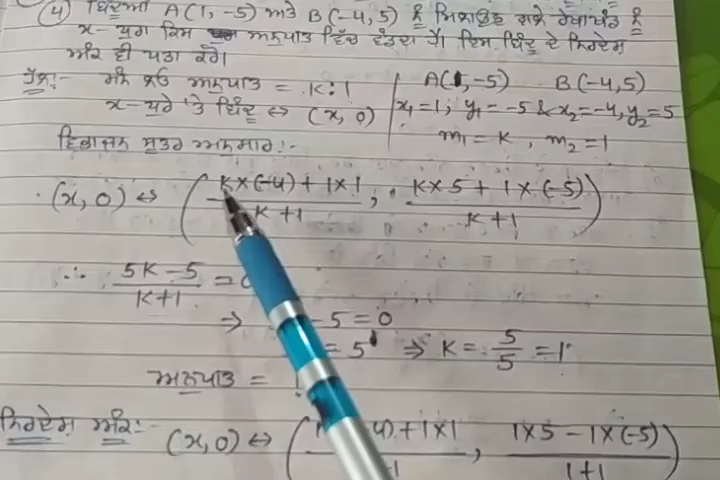 (4) ਬਿੰਦੂਆਂ A(1, -5) ਅਤੇ B(-4, 5) ਨੂੰ ਮਿਲਾਉਣ ਵਾਲੇ ਰੇਖਾਖੰਡ ਨੂੰ
x- ਧੁਰਾ ਕਿਸ ਅਨੁਪਾਤ ਵਿੱਚ ਵੰਡਦਾ ਹੈ। ਇਸ ਬਿੰਦੂ ਦੇ ਨਿਰਦੇਸ਼
ਅੰਕ ਵੀ ਪਤਾ ਕਰੋ।
ਹੱਲ:- ਮੰਨ ਲਓ ਅਨੁਪਾਤ = K:1
x-ਧੁਰੇ 'ਤੇ ਬਿੰਦੂ ⇔ (x, 0)
A(1, -5) B(-4, 5)
x₁=1; y₁ = -5 & x₂=-4, y₂=5
m₁ = K, m₂ = 1
ਵਿਭਾਜਨ ਸੂਤਰ ਅਨੁਸਾਰ:-
(x, 0) ⇔ ( K×(-4) + 1×1 / K+1 , K×5 + 1×(-5) / K+1 )
∴ 5K-5 / K+1 =
⇒ -5 = 0
= 5 ⇒ K = 5/5 = 1
ਅਨੁਪਾਤ =
ਨਿਰਦੇਸ਼ ਅੰਕ:- (x, 0) ⇔ ( 4) + 1×1 / 1 , 1×5 - 1×(-5) / 1+1 )